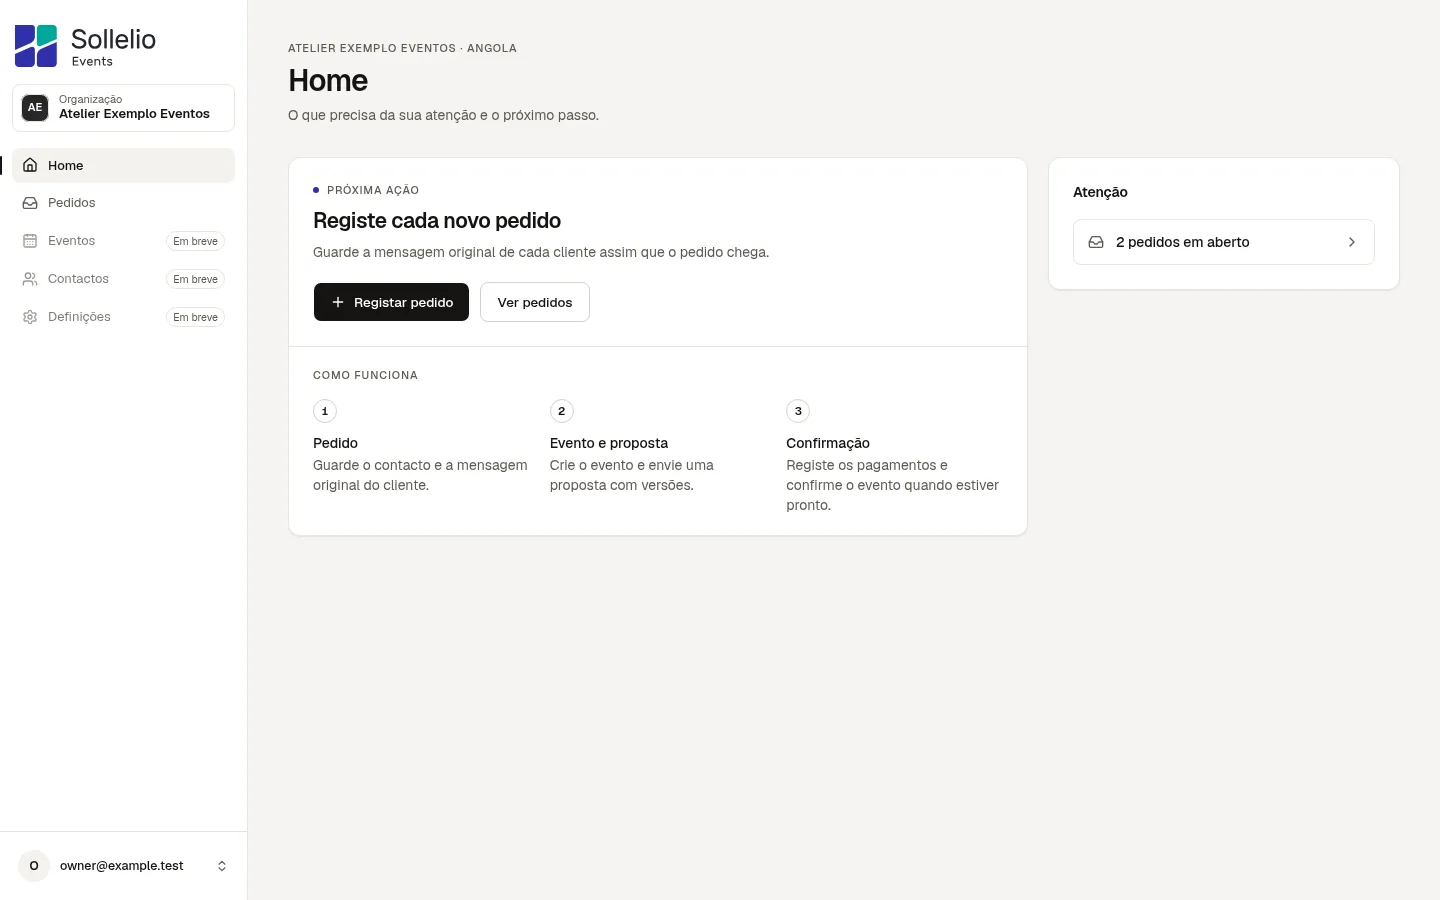 Sollelio
Events
AE
Organização
Atelier Exemplo Eventos
Home
Pedidos
Eventos
Em breve
Contactos
Em breve
Definições
Em breve
O
owner@example.test
ATELIER EXEMPLO EVENTOS · ANGOLA
Home
O que precisa da sua atenção e o próximo passo.
PRÓXIMA AÇÃO
Registe cada novo pedido
Guarde a mensagem original de cada cliente assim que o pedido chega.
Registar pedido
Ver pedidos
COMO FUNCIONA
1
Pedido
Guarde o contacto e a mensagem
original do cliente.
2
Evento e proposta
Crie o evento e envie uma
proposta com versões.
3
Confirmação
Registe os pagamentos e
confirme o evento quando estiver
pronto.
Atenção
2 pedidos em aberto